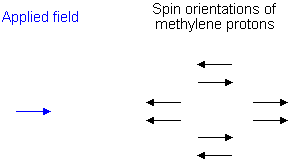 Applied field
Spin orientations of
methylene protons